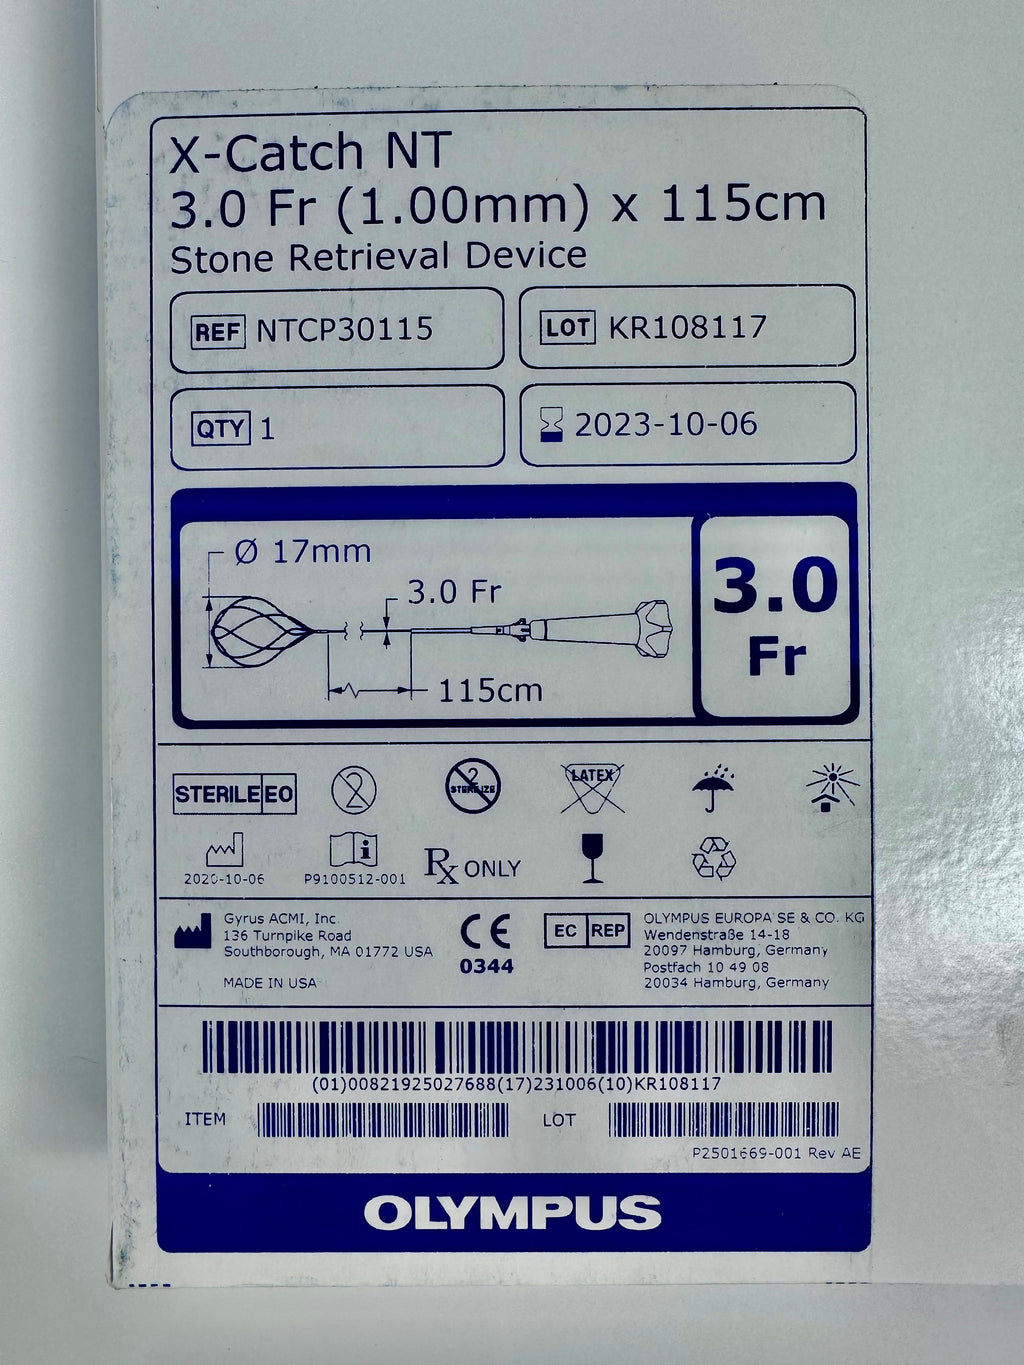 X-Catch NT
3.0 Fr (1.00mm) x 115cm
Stone Retrieval Device
REF NTCP30115
LOT KR108117
QTY 1
2023-10-06
Ø 17mm
3.0 Fr
115cm
3.0
Fr
STERILE EO
2
2
STERILIZE
LATEX
2020-10-06
i
P9100512-001
Rx ONLY
Gyrus ACMI, Inc.
136 Turnpike Road
Southborough, MA 01772 USA
MADE IN USA
CE
0344
EC REP
OLYMPUS EUROPA SE & CO. KG
Wendenstraße 14-18
20097 Hamburg, Germany
Postfach 10 49 08
20034 Hamburg, Germany
(01)00821925027688(17)231006(10)KR108117
ITEM
LOT
P2501669-001 Rev AE
OLYMPUS